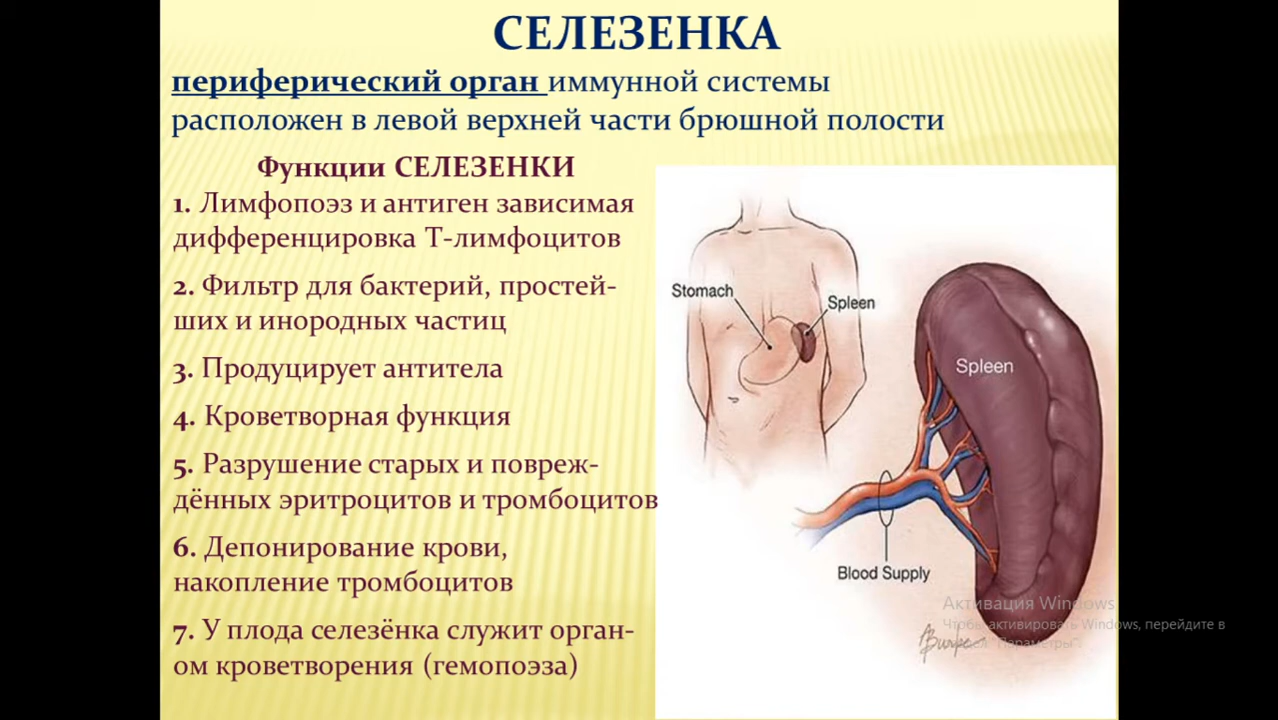 СЕЛЕЗЕНКА
периферический орган иммунной системы
расположен в левой верхней части брюшной полости
Функции СЕЛЕЗЕНКИ
1. Лимфопоэз и антиген зависимая
дифференцировка Т-лимфоцитов
2. Фильтр для бактерий, простей-
ших и инородных частиц
3. Продуцирует антитела
4. Кроветворная функция
5. Разрушение старых и повреж-
дённых эритроцитов и тромбоцитов
6. Депонирование крови,
накопление тромбоцитов
7. У плода селезёнка служит орган-
ом кроветворения (гемопоэза)
Stomach
Spleen
Spleen
Blood Supply
Активация Windows
Чтобы активировать Windows, перейдите в
"Параметры".